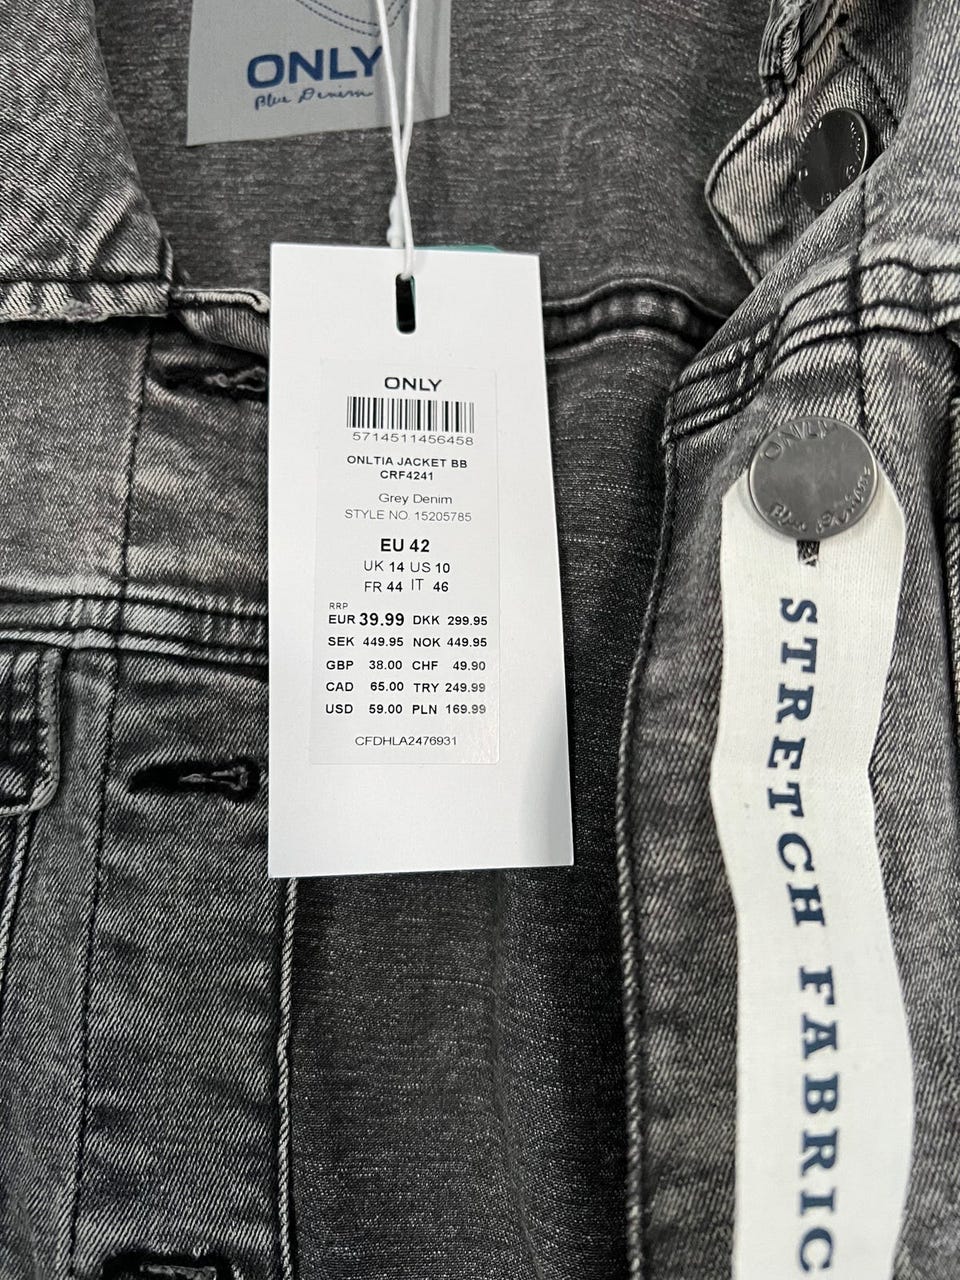 ONLY
Blue Denim
ONLY
5714511456458
ONLTIA JACKET BB
CRF4241
Grey Denim
STYLE NO. 15205785
EU 42
UK 14 US 10
FR 44 IT 46
RRP
EUR 39.99 DKK 299.95
SEK 449.95 NOK 449.95
GBP 38.00 CHF 49.90
CAD 65.00 TRY 249.99
USD 59.00 PLN 169.99
CFDHLA2476931
ONLY
STRETCH FABRIC